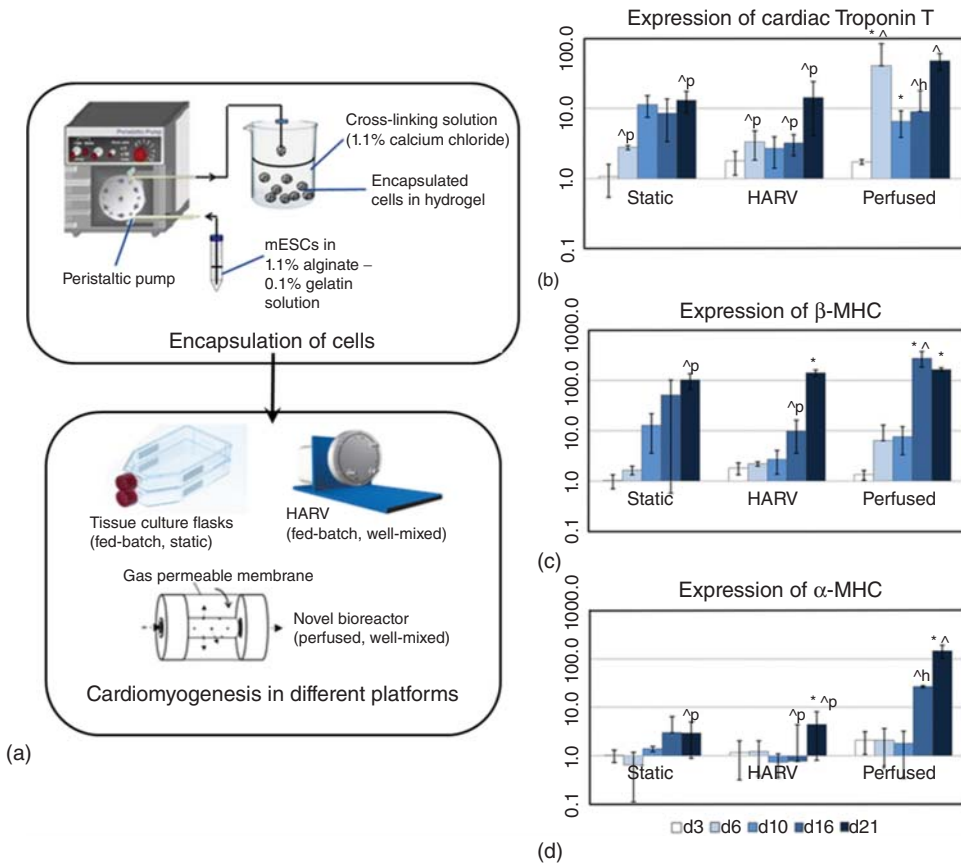 Cross-linking solution
(1.1% calcium chloride)
Encapsulated
cells in hydrogel
mESCs in
1.1% alginate –
0.1% gelatin
solution
Peristaltic pump
Encapsulation of cells
Tissue culture flasks
(fed-batch, static)
HARV
(fed-batch, well-mixed)
Gas permeable membrane
Novel bioreactor
(perfused, well-mixed)
Cardiomyogenesis in different platforms
(a)
Expression of cardiac Troponin T
100.0
10.0
1.0
0.1
^p
^p
^p
^p
^p
* ^
*
^h
^
Static
HARV
Perfused
(b)
Expression of β-MHC
1000.0
100.0
10.0
1.0
0.1
^p
^p
*
* ^
*
Static
HARV
Perfused
(c)
Expression of α-MHC
1000.0
100.0
10.0
1.0
0.1
^p
^p
* ^p
^h
* ^
Static
HARV
Perfused
d3 d6 d10 d16 d21
(d)